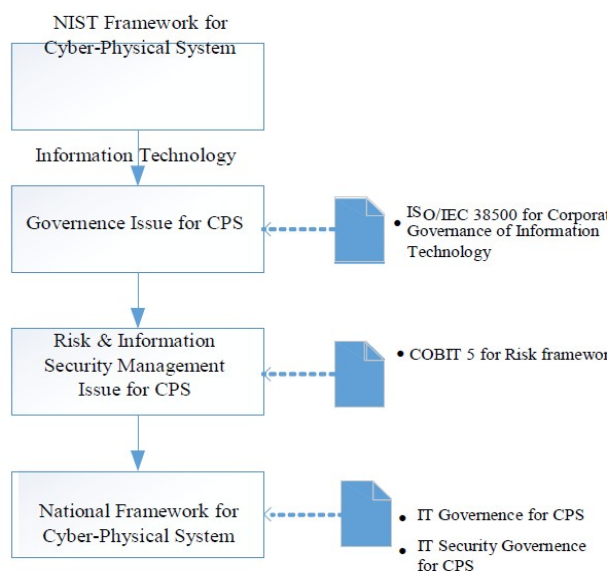 NIST Framework for
Cyber-Physical System
Information Technology
Governence Issue for CPS
• ISO/IEC 38500 for Corporat
Governance of Information
Technology
Risk & Information
Security Management
Issue for CPS
• COBIT 5 for Risk framewor
National Framework for
Cyber-Physical System
• IT Governence for CPS
• IT Security Governence
for CPS